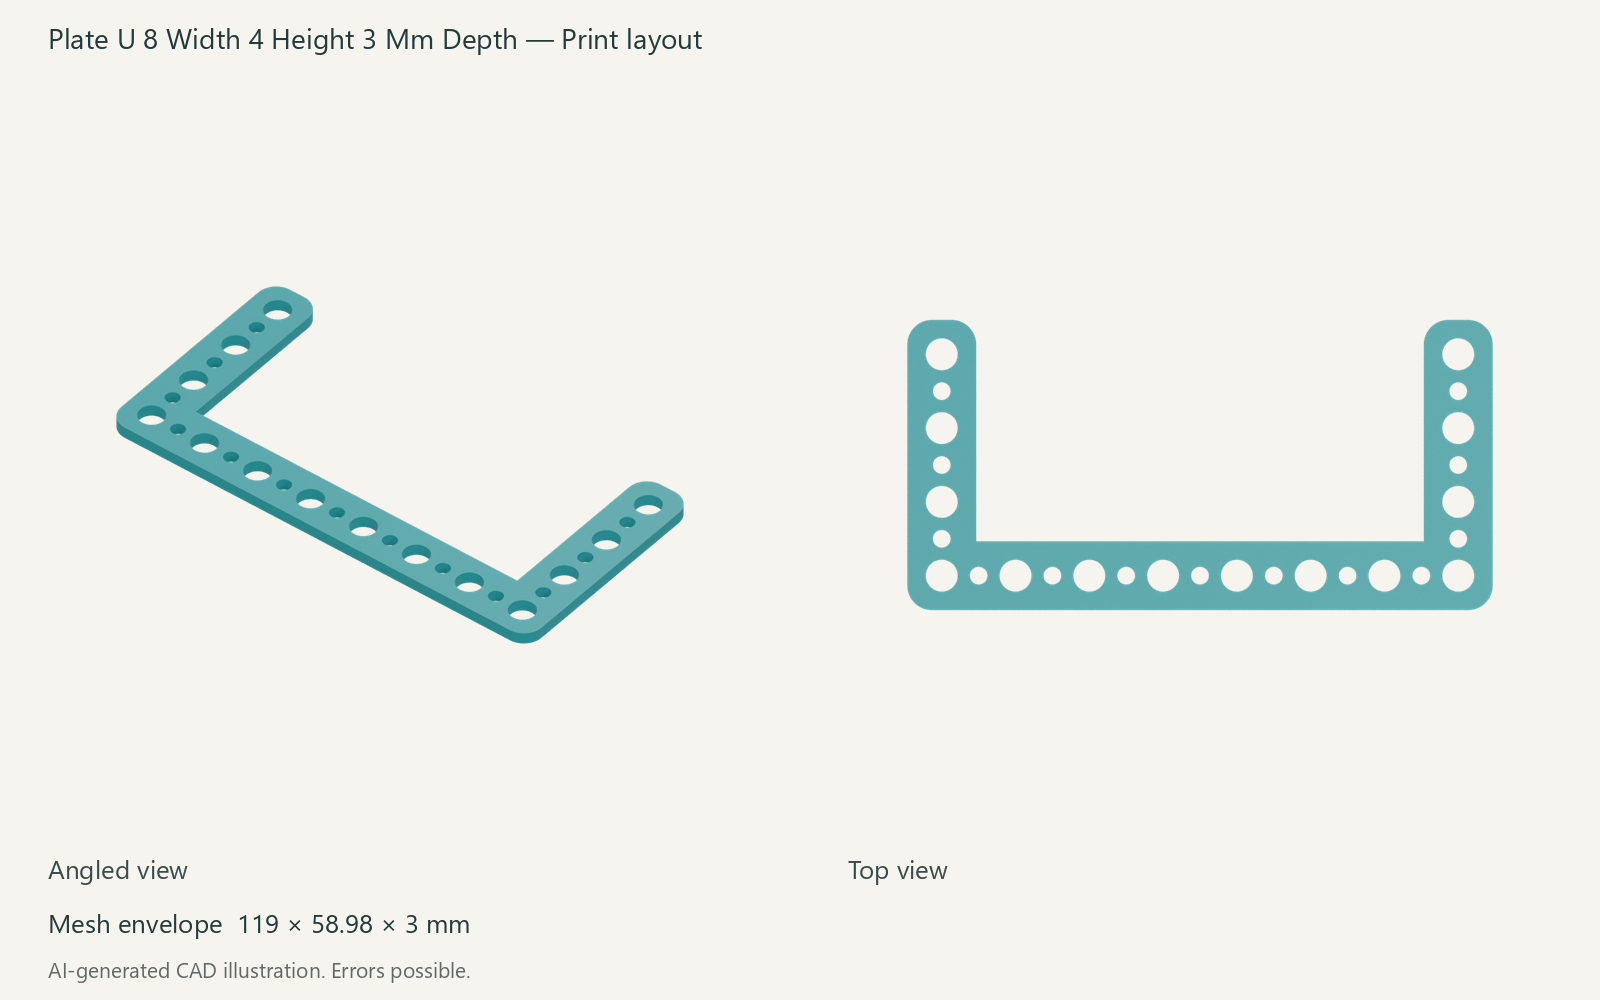 Plate U 8 Width 4 Height 3 Mm Depth — Print layout
Angled view
Top view
Mesh envelope 119 × 58.98 × 3 mm
AI-generated CAD illustration. Errors possible.